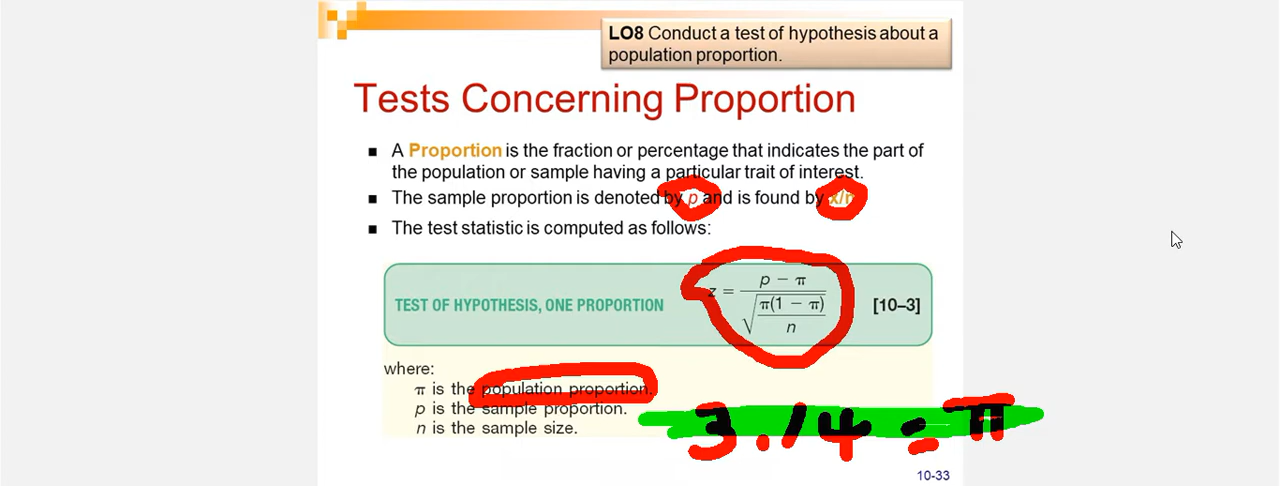 LO8 Conduct a test of hypothesis about a
population proportion.
Tests Concerning Proportion
■ A Proportion is the fraction or percentage that indicates the part of
the population or sample having a particular trait of interest.
■ The sample proportion is denoted by p and is found by x/n
■ The test statistic is computed as follows:
TEST OF HYPOTHESIS, ONE PROPORTION z = (p − π) / √(π(1 − π)/n) [10–3]
where:
π is the population proportion.
p is the sample proportion.
n is the sample size.
3.14 = π
10-33